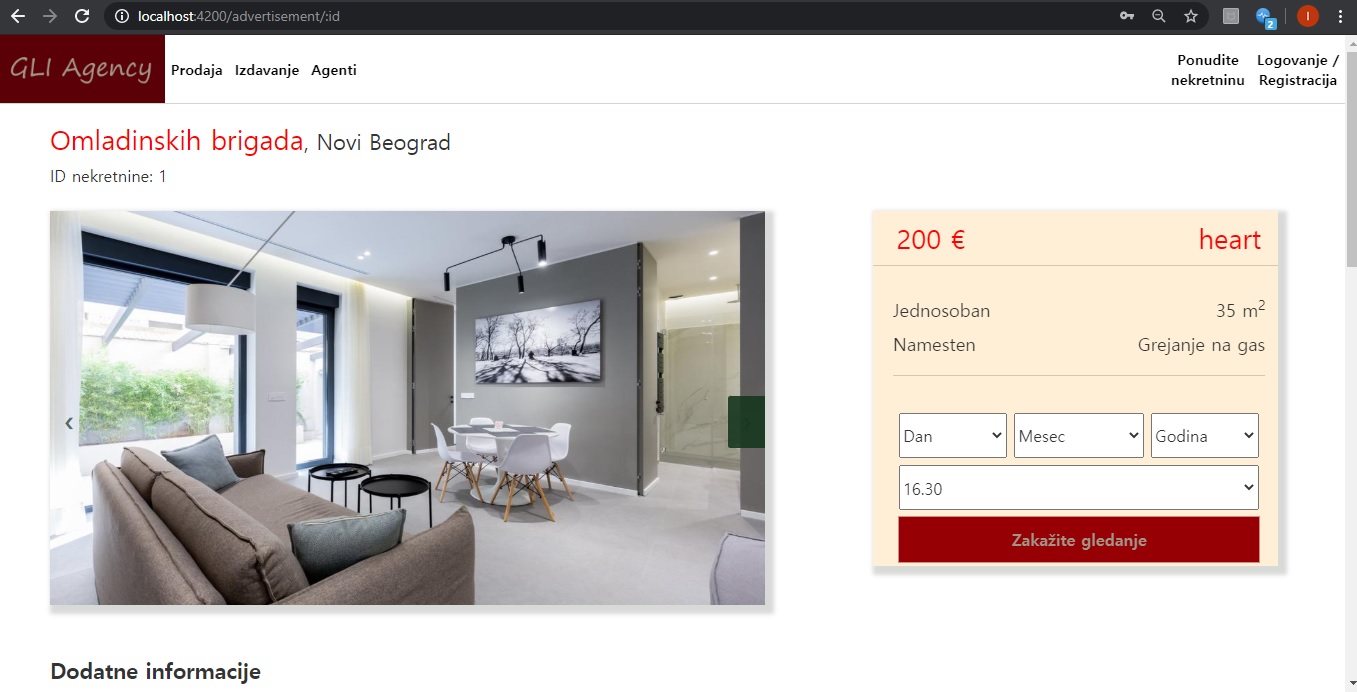 localhost:4200/advertisement/:id
2
I
GLI Agency
Prodaja Izdavanje Agenti
Ponudite nekretninu
Logovanje / Registracija
Omladinskih brigada, Novi Beograd
ID nekretnine: 1
‹
›
200 € heart
Jednosoban 35 m²
Namesten Grejanje na gas
Dan Mesec Godina
16.30
Zakažite gledanje
Dodatne informacije